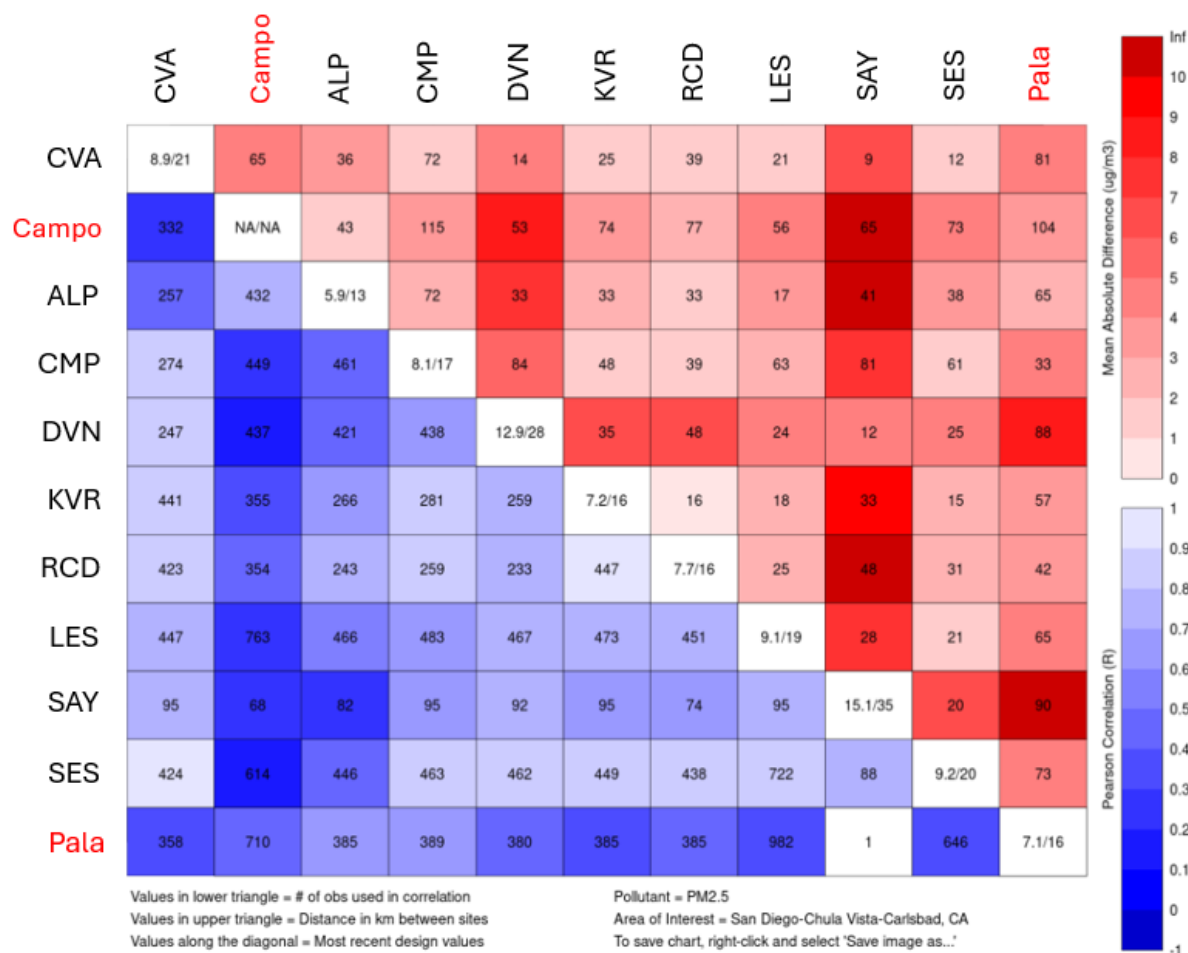 CVA Campo ALP CMP DVN KVR RCD LES SAY SES Pala
CVA 8.9/21 65 36 72 14 25 39 21 9 12 81
Campo 332 NA/NA 43 115 53 74 77 56 65 73 104
ALP 257 432 5.9/13 72 33 33 33 17 41 38 65
CMP 274 449 461 8.1/17 84 48 39 63 81 61 33
DVN 247 437 421 438 12.9/28 35 48 24 12 25 88
KVR 441 355 266 281 259 7.2/16 16 18 33 15 57
RCD 423 354 243 259 233 447 7.7/16 25 48 31 42
LES 447 763 466 483 467 473 451 9.1/19 28 21 65
SAY 95 68 82 95 92 95 74 95 15.1/35 20 90
SES 424 614 446 463 462 449 438 722 88 9.2/20 73
Pala 358 710 385 389 380 385 385 982 1 646 7.1/16
Mean Absolute Difference (ug/m3)
Inf
10
9
8
7
6
5
4
3
2
1
0
Pearson Correlation (R)
1
0.9
0.8
0.7
0.6
0.5
0.4
0.3
0.2
0.1
0
-1
Values in lower triangle = # of obs used in correlation
Values in upper triangle = Distance in km between sites
Values along the diagonal = Most recent design values
Pollutant = PM2.5
Area of Interest = San Diego-Chula Vista-Carlsbad, CA
To save chart, right-click and select 'Save image as...'